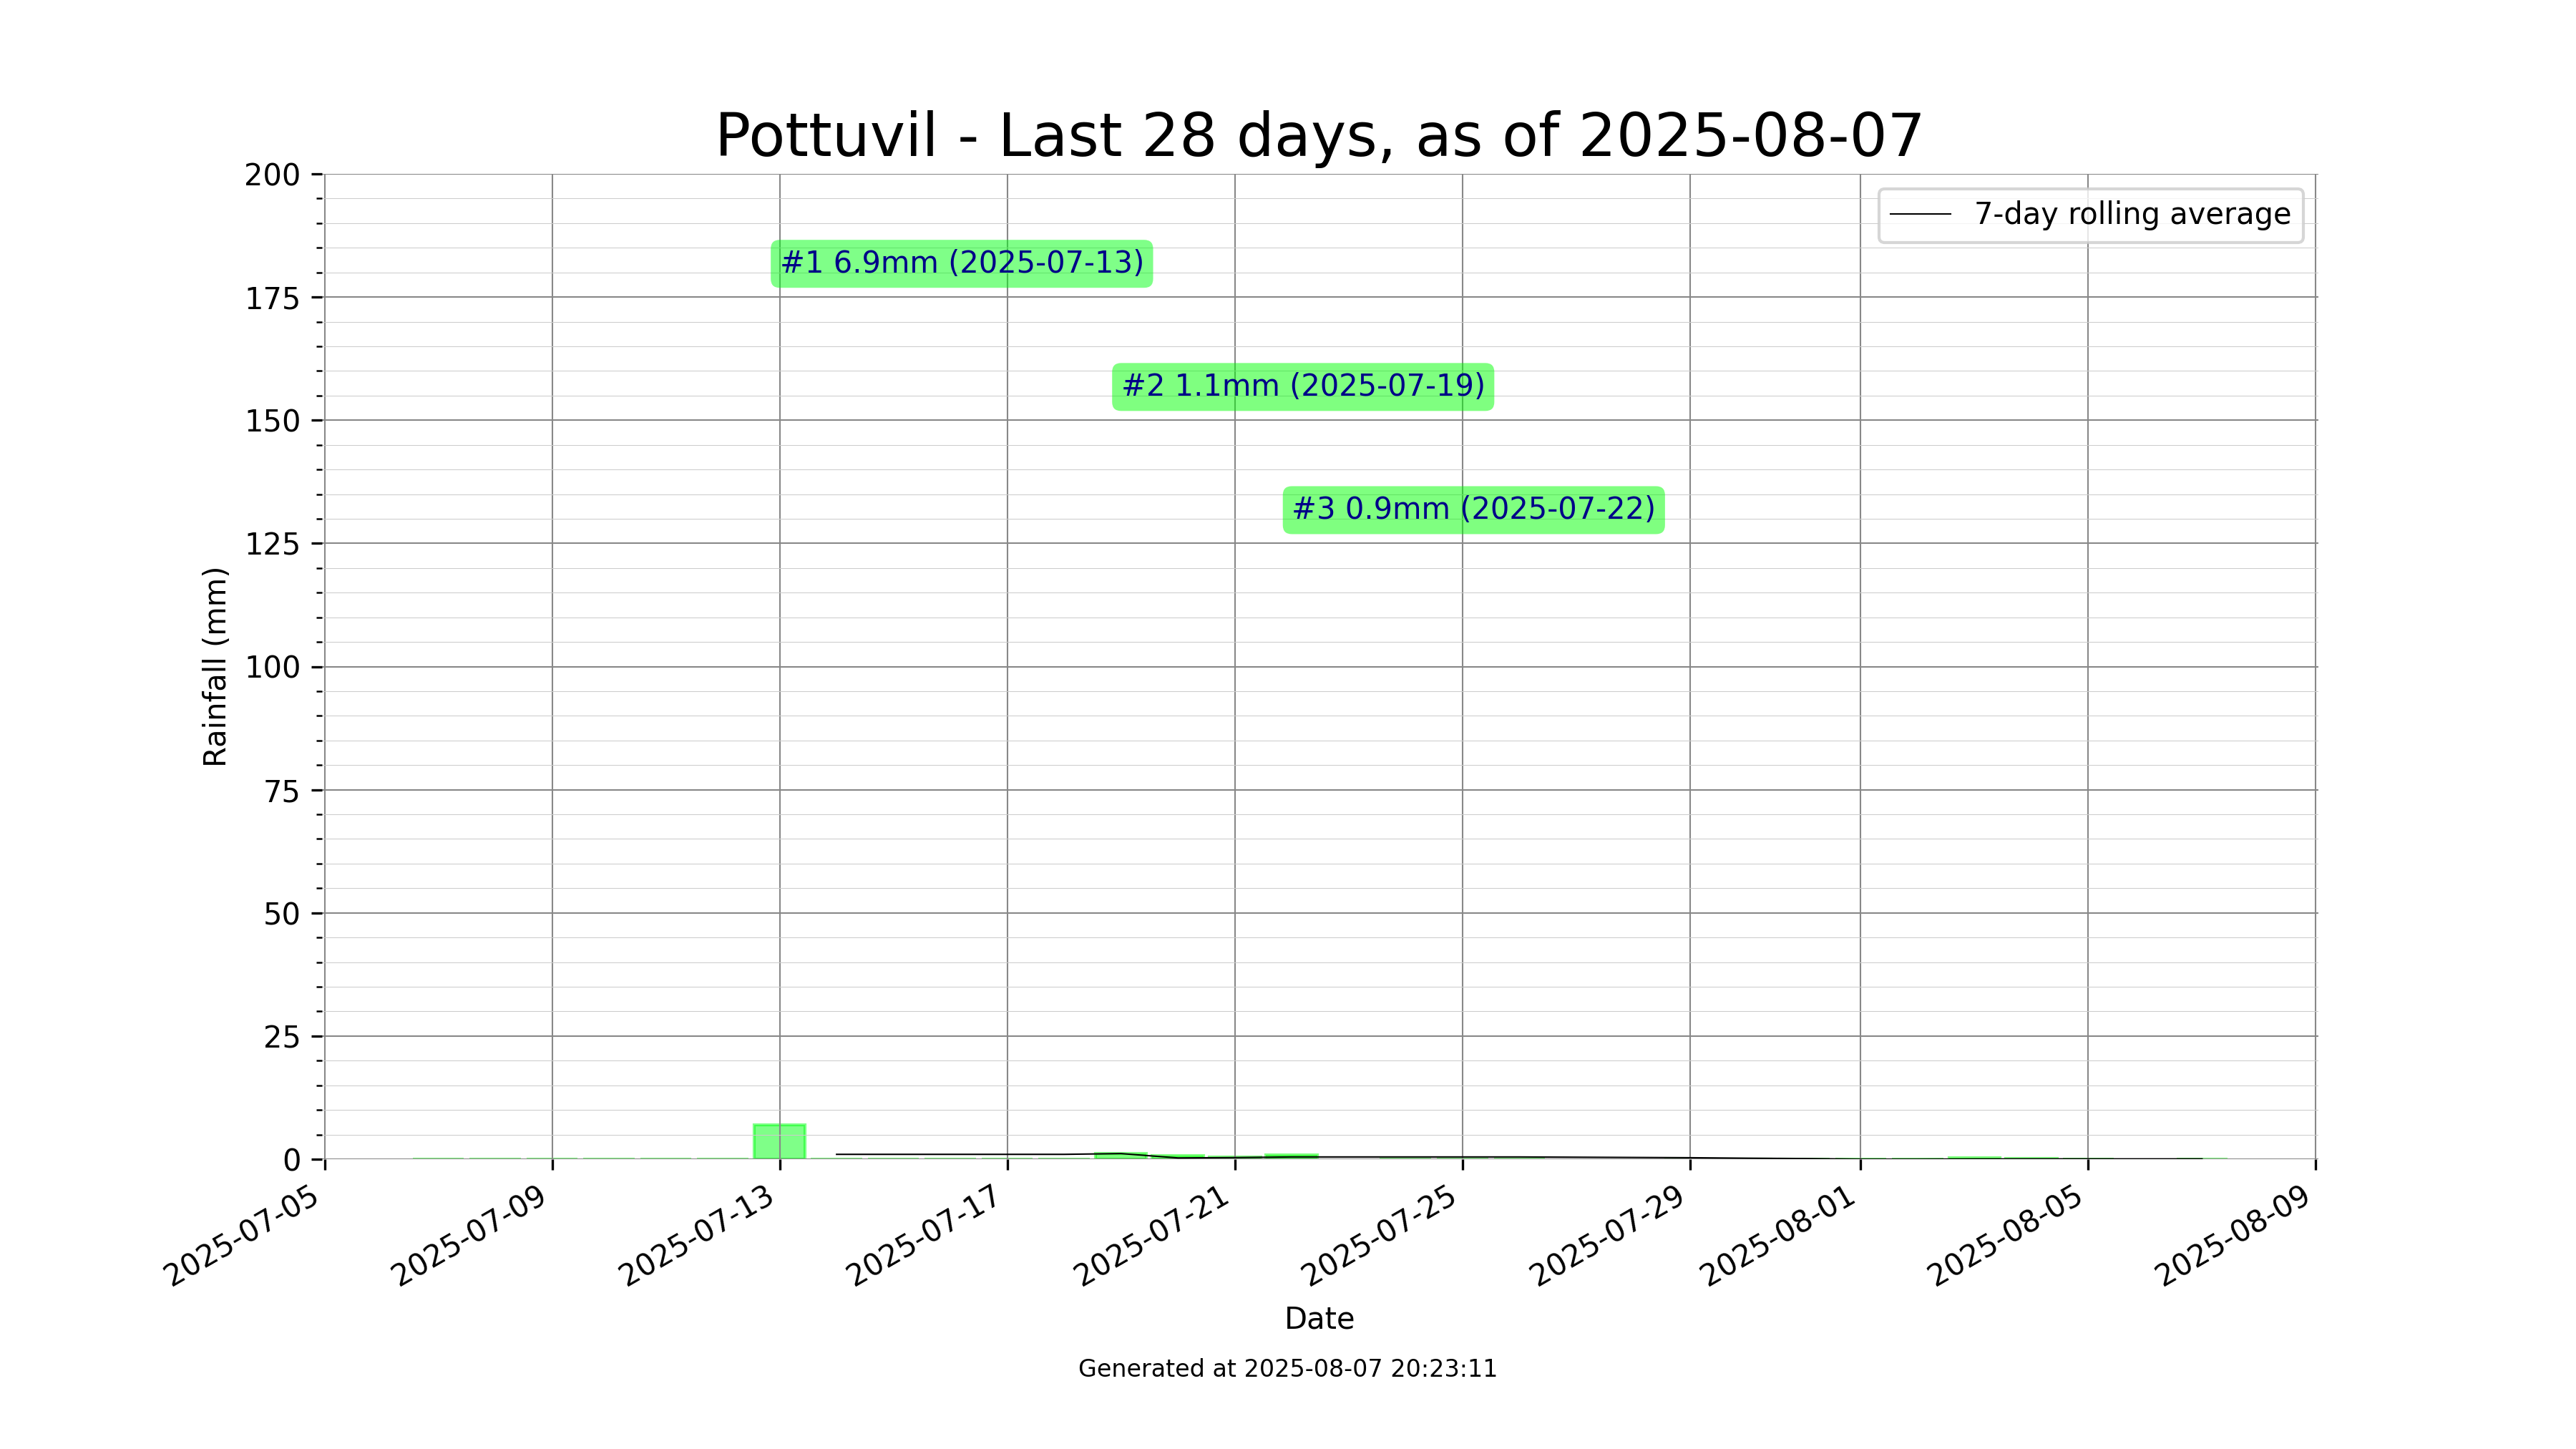 Pottuvil - Last 28 days, as of 2025-08-07
200
175
150
125
100
75
50
25
0
Rainfall (mm)
7-day rolling average
#1 6.9mm (2025-07-13)
#2 1.1mm (2025-07-19)
#3 0.9mm (2025-07-22)
2025-07-05
2025-07-09
2025-07-13
2025-07-17
2025-07-21
2025-07-25
2025-07-29
2025-08-01
2025-08-05
2025-08-09
Date
Generated at 2025-08-07 20:23:11